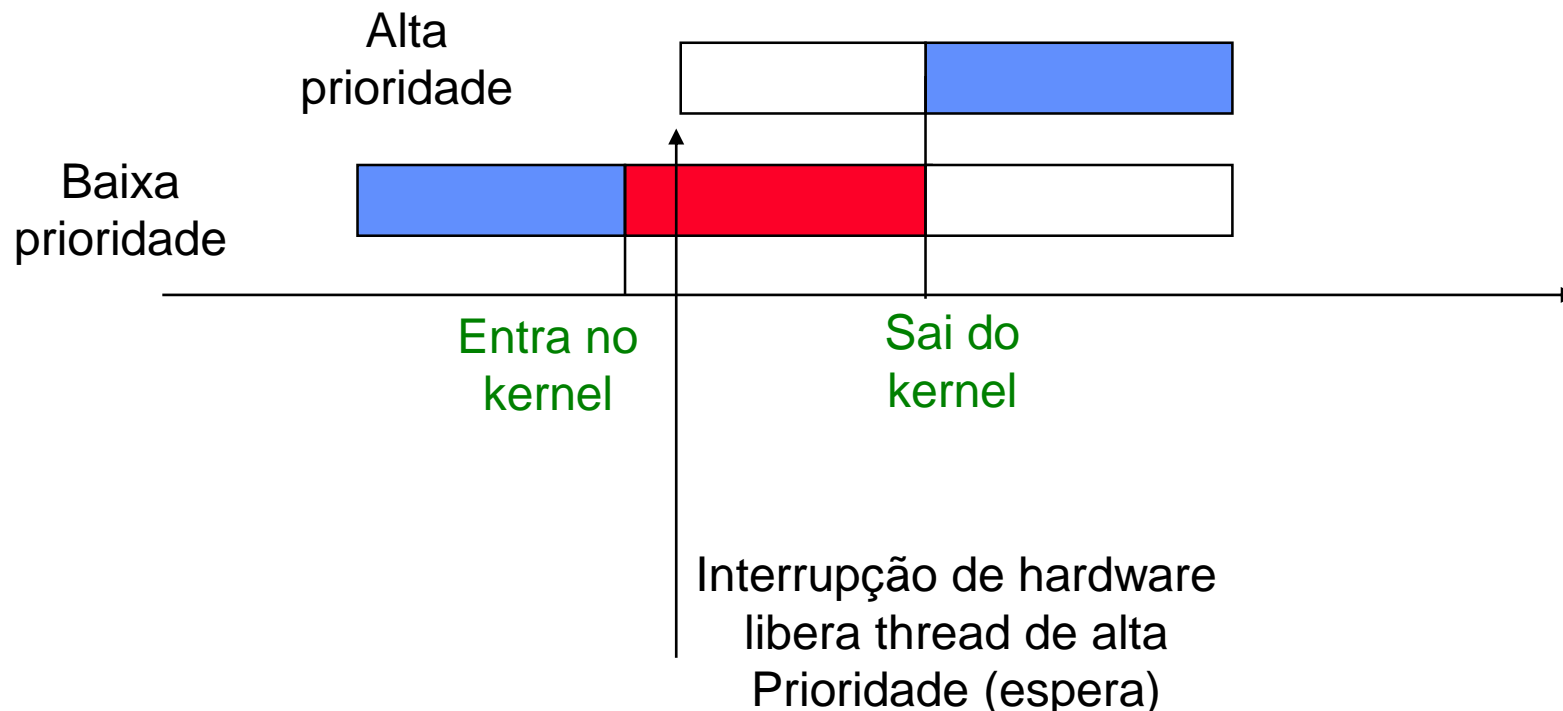 Alta
prioridade
Baixa
prioridade
Entra no
kernel
Sai do
kernel
Interrupção de hardware
libera thread de alta
Prioridade (espera)